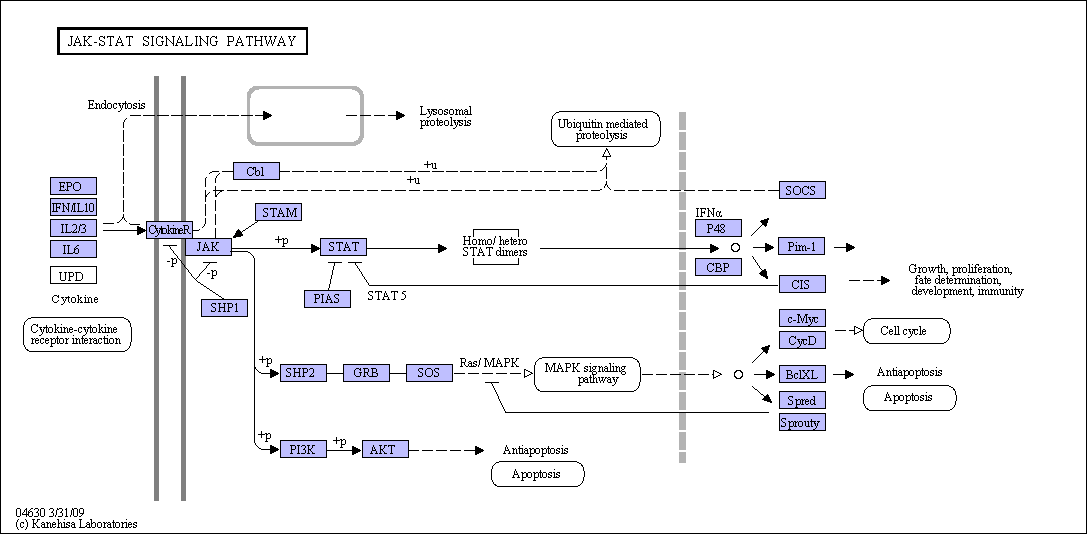 JAK-STAT SIGNALING PATHWAY
Endocytosis
Lysosomal
proteolysis
Ubiquitin mediated
proteolysis
Cbl
+u
+u
SOCS
EPO
IFN/IL10
IL2/3
IL6
UPD
Cytokine
Cytokine-cytokine
receptor interaction
CytokineR
JAK
STAM
-p
-p
SHP1
+p
STAT
PIAS
STAT 5
Homo/ hetero
STAT dimers
IFNα
P48
CBP
Pim-1
CIS
Growth, proliferation,
fate determination,
development, immunity
c-Myc
CycD
Cell cycle
+p
SHP2
GRB
SOS
Ras/ MAPK
MAPK signaling
pathway
BclXL
Antiapoptosis
Spred
Apoptosis
Sprouty
+p
PI3K
+p
AKT
Antiapoptosis
Apoptosis
04630 3/31/09
(c) Kanehisa Laboratories